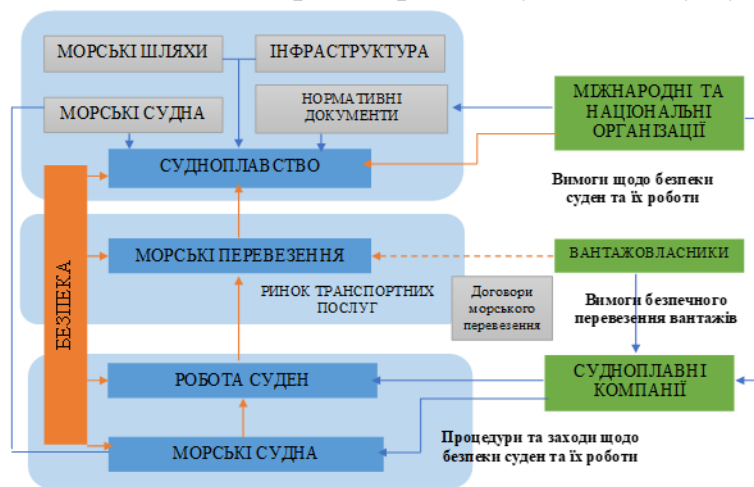 МОРСЬКІ ШЛЯХИ
ІНФРАСТРУКТУРА
МОРСЬКІ СУДНА
НОРМАТИВНІ
ДОКУМЕНТИ
СУДНОПЛАВСТВО
МІЖНАРОДНІ ТА
НАЦІОНАЛЬНІ
ОРГАНІЗАЦІЇ
Вимоги щодо безпеки
суден та їх роботи
БЕЗПЕКА
МОРСЬКІ ПЕРЕВЕЗЕННЯ
ВАНТАЖОВЛАСНИКИ
РИНОК ТРАНСПОРТНИХ
ПОСЛУГ
Договори
морського
перевезення
Вимоги безпечного
перевезення вантажів
РОБОТА СУДЕН
СУДНОПЛАВНІ
КОМПАНІЇ
МОРСЬКІ СУДНА
Процедури та заходи щодо
безпеки суден та їх роботи